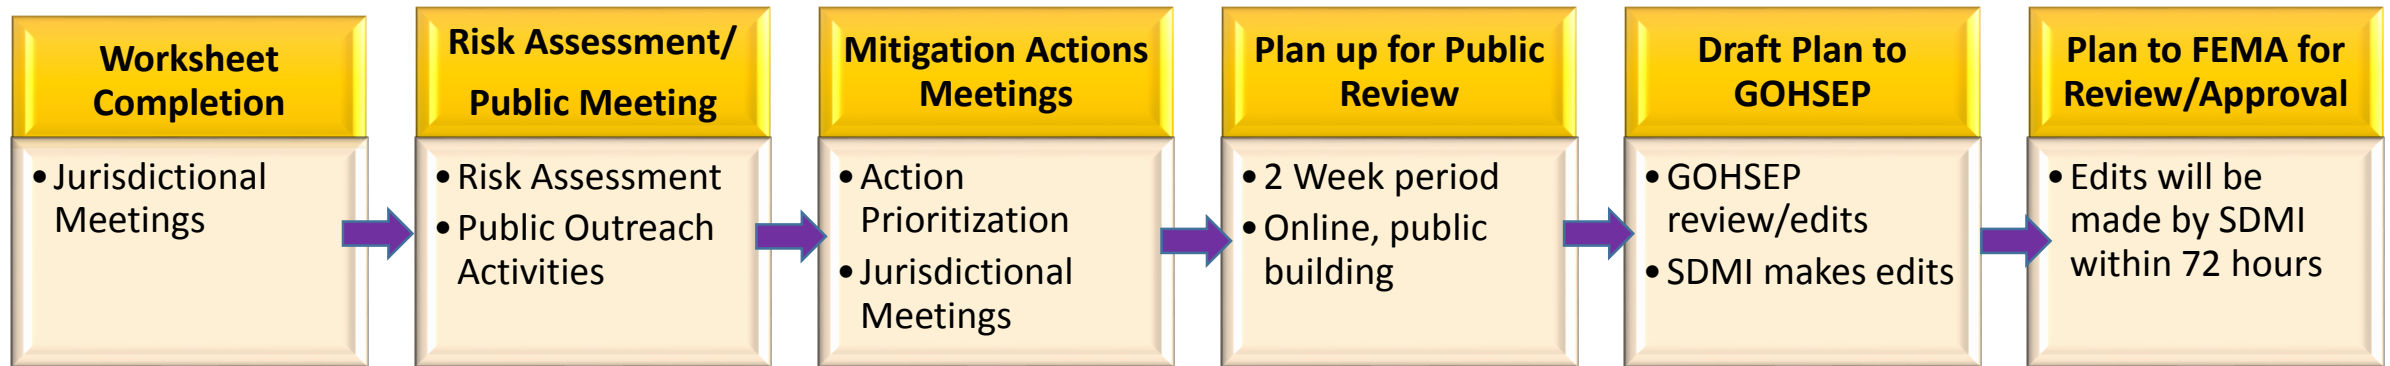 Worksheet
Completion
• Jurisdictional
Meetings
Risk Assessment/
Public Meeting
• Risk Assessment
• Public Outreach
Activities
Mitigation Actions
Meetings
• Action
Prioritization
• Jurisdictional
Meetings
Plan up for Public
Review
• 2 Week period
• Online, public
building
Draft Plan to
GOHSEP
• GOHSEP
review/edits
• SDMI makes edits
Plan to FEMA for
Review/Approval
• Edits will be
made by SDMI
within 72 hours